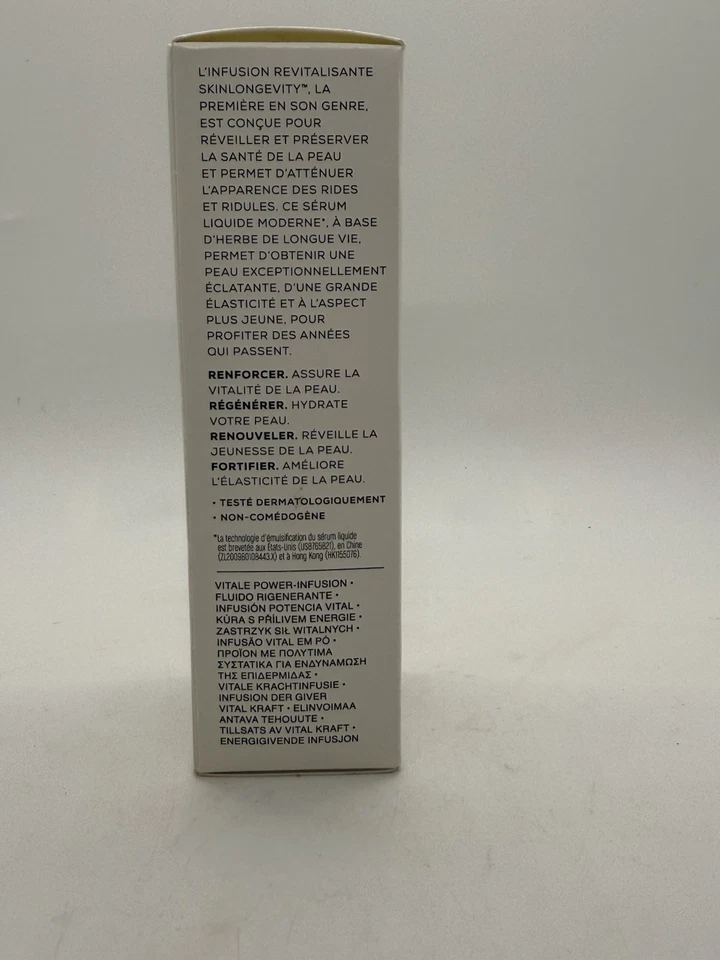 L'INFUSION REVITALISANTE
SKINLONGEVITY™, LA
PREMIÈRE EN SON GENRE,
EST CONÇUE POUR
RÉVEILLER ET PRÉSERVER
LA SANTÉ DE LA PEAU
ET PERMET D'ATTÉNUER
L'APPARENCE DES RIDES
ET RIDULES. CE SÉRUM
LIQUIDE MODERNE*, À BASE
D'HERBE DE LONGUE VIE,
PERMET D'OBTENIR UNE
PEAU EXCEPTIONNELLEMENT
ÉCLATANTE, D'UNE GRANDE
ÉLASTICITÉ ET À L'ASPECT
PLUS JEUNE, POUR
PROFITER DES ANNÉES
QUI PASSENT.
RENFORCER. ASSURE LA
VITALITÉ DE LA PEAU.
RÉGÉNÉRER. HYDRATE
VOTRE PEAU.
RENOUVELER. RÉVEILLE LA
JEUNESSE DE LA PEAU.
FORTIFIER. AMÉLIORE
L'ÉLASTICITÉ DE LA PEAU.
• TESTÉ DERMATOLOGIQUEMENT
• NON-COMÉDOGÈNE
*La technologie d'émulsification du sérum liquide
est brevetée aux États-Unis (US8765821), en Chine
(ZL200960108443.X) et à Hong Kong (HK1155076).
VITALE POWER-INFUSION •
FLUIDO RIGENERANTE •
INFUSIÓN POTENCIA VITAL •
KÚRA S PŘÍLIVEM ENERGIE •
ZASTRZYK SIŁ WITALNYCH •
INFUSÃO VITAL EM PÓ •
ΠΡΟΪΟΝ ΜΕ ΠΟΛΥΤΙΜΑ
ΣΥΣΤΑΤΙΚΑ ΓΙΑ ΕΝΔΥΝΑΜΩΣΗ
ΤΗΣ ΕΠΙΔΕΡΜΙΔΑΣ •
VITALE KRACHTINFUSIE •
INFUSION DER GIVER
VITAL KRAFT • ELINVOIMAA
ANTAVA TEHOUUTE •
TILLSATS AV VITAL KRAFT •
ENERGIGIVENDE INFUSJON